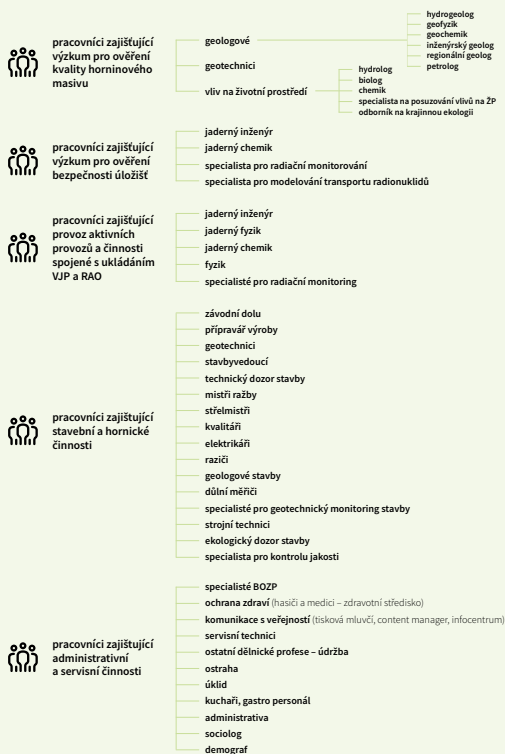 pracovníci zajišťující
výzkum pro ověření
kvality horninového
masivu
geologové
hydrogeolog
geofyzik
geochemik
inženýrský geolog
regionální geolog
petrolog
geotechnici
vliv na životní prostředí
hydrolog
biolog
chemik
specialista na posuzování vlivů na ŽP
odborník na krajinnou ekologii
pracovníci zajišťující
výzkum pro ověření
bezpečnosti úložišť
jaderný inženýr
jaderný chemik
specialista pro radiační monitorování
specialista pro modelování transportu radionuklidů
pracovníci zajišťující
provoz aktivních
provozů a činnosti
spojené s ukládáním
VJP a RAO
jaderný inženýr
jaderný fyzik
jaderný chemik
fyzik
specialisté pro radiační monitoring
pracovníci zajištující
stavební a hornické
činnosti
závodní dolu
přípravář výroby
geotechnici
stavbyvedoucí
technický dozor stavby
mistři ražby
střelmistři
kvalitáři
elektrikáři
raziči
geologové stavby
důlní měřiči
specialisté pro geotechnický monitoring stavby
strojní technici
ekologický dozor stavby
specialista pro kontrolu jakosti
pracovníci zajištující
administrativní
a servisní činnosti
specialisté BOZP
ochrana zdraví (hasiči a medici – zdravotní středisko)
komunikace s veřejností (tisková mluvčí, content manager, infocentrum)
servisní technici
ostatní dělnické profese – údržba
ostraha
úklid
kuchaři, gastro personál
administrativa
sociolog
demograf